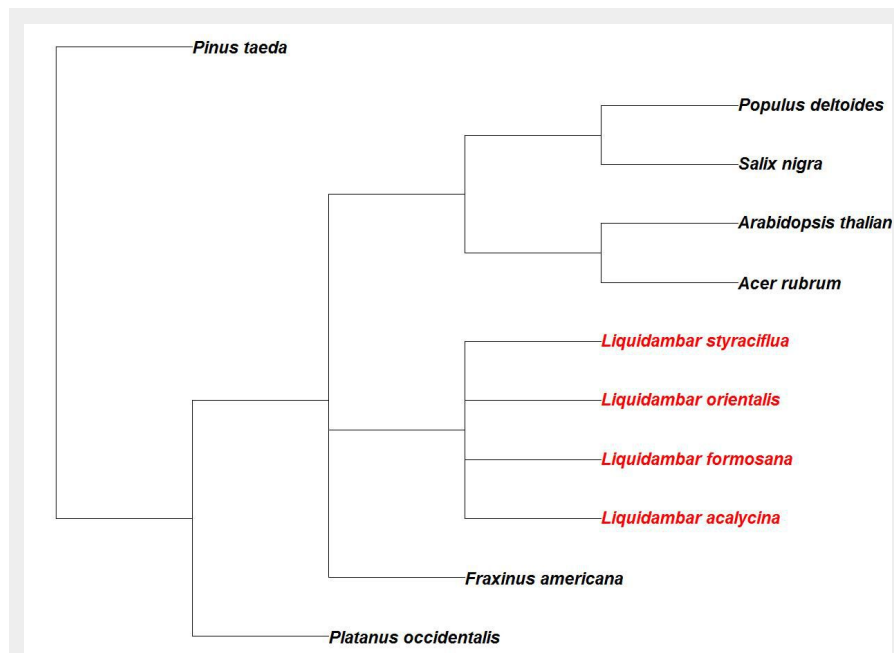 Pinus taeda
Populus deltoides
Salix nigra
Arabidopsis thalian
Acer rubrum
Liquidambar styraciflua
Liquidambar orientalis
Liquidambar formosana
Liquidambar acalycina
Fraxinus americana
Platanus occidentalis